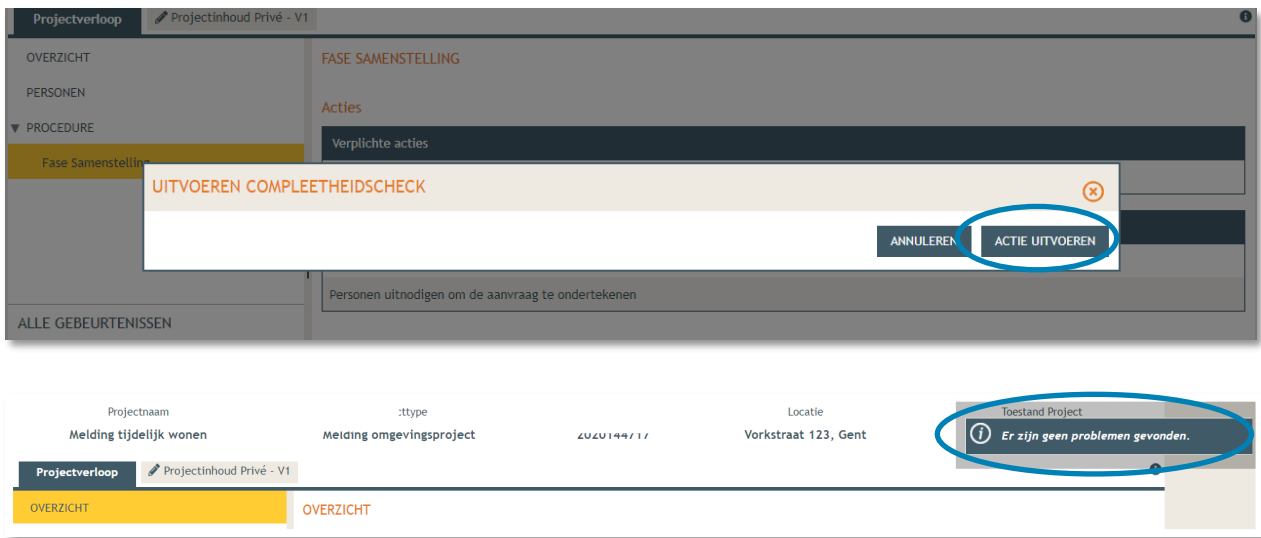 Projectverloop
Projectinhoud Privé - V1
OVERZICHT
FASE SAMENSTELLING
PERSONEN
Acties
PROCEDURE
Verplichte acties
Fase Samenstelling
UITVOEREN COMPLEETHEIDSCHECK
ANNULEREN
ACTIE UITVOEREN
Personen uitnodigen om de aanvraag te ondertekenen
ALLE GEBEURTENISSEN
Projectnaam
:ttype
Locatie
Toestand Project
Melding tijdelijk wonen
Melding omgevingsproject
Vorkstraat 123, Gent
Er zijn geen problemen gevonden.
Projectverloop
Projectinhoud Privé - V1
OVERZICHT
OVERZICHT